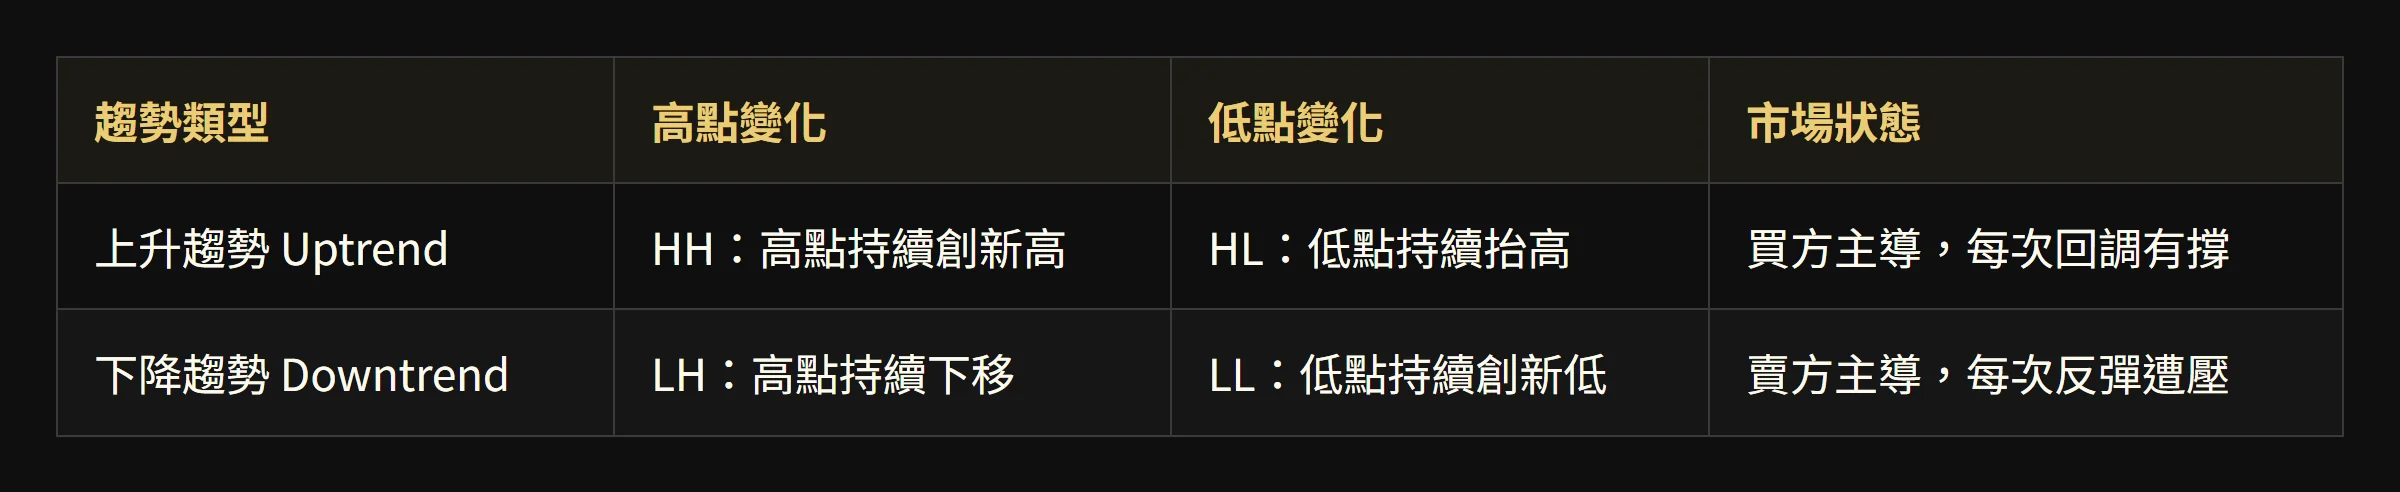 趨勢類型 高點變化 低點變化 市場狀態
上升趨勢 Uptrend HH：高點持續創新高 HL：低點持續抬高 買方主導，每次回調有撐
下降趨勢 Downtrend LH：高點持續下移 LL：低點持續創新低 賣方主導，每次反彈遭壓